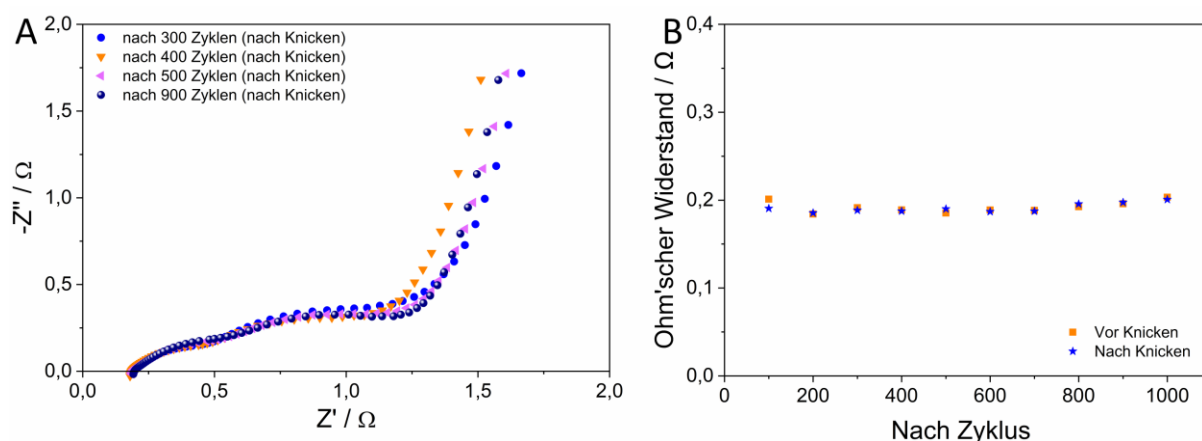 A
nach 300 Zyklen (nach Knicken)
nach 400 Zyklen (nach Knicken)
nach 500 Zyklen (nach Knicken)
nach 900 Zyklen (nach Knicken)
2,0
1,5
1,0
0,5
0,0
-Z'' / Ω
0,0
0,5
1,0
1,5
2,0
Z' / Ω
B
0,4
0,3
0,2
0,1
0,0
Ohm'scher Widerstand / Ω
Vor Knicken
Nach Knicken
0
200
400
600
800
1000
Nach Zyklus